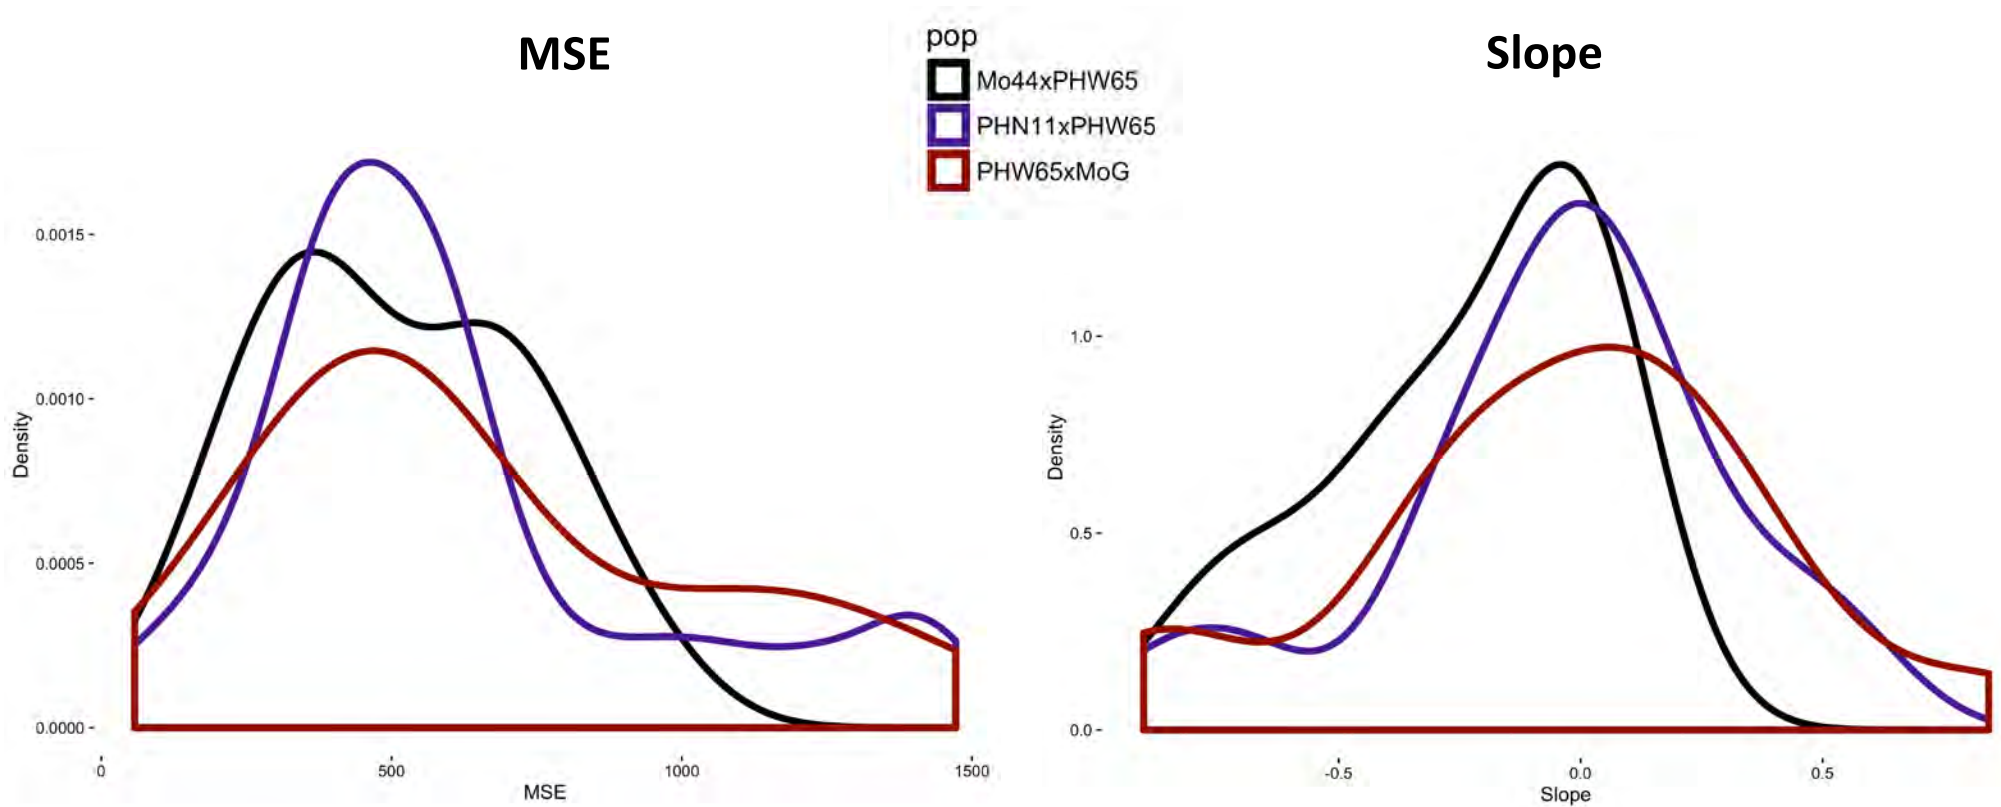 MSE
pop
Mo44xPHW65
PHN11xPHW65
PHW65xMoG
Slope
Density
0.0015
0.0010
0.0005
0.0000
0
500
1000
1500
MSE
Density
1.0
0.5
0.0
-0.5
0.0
0.5
Slope